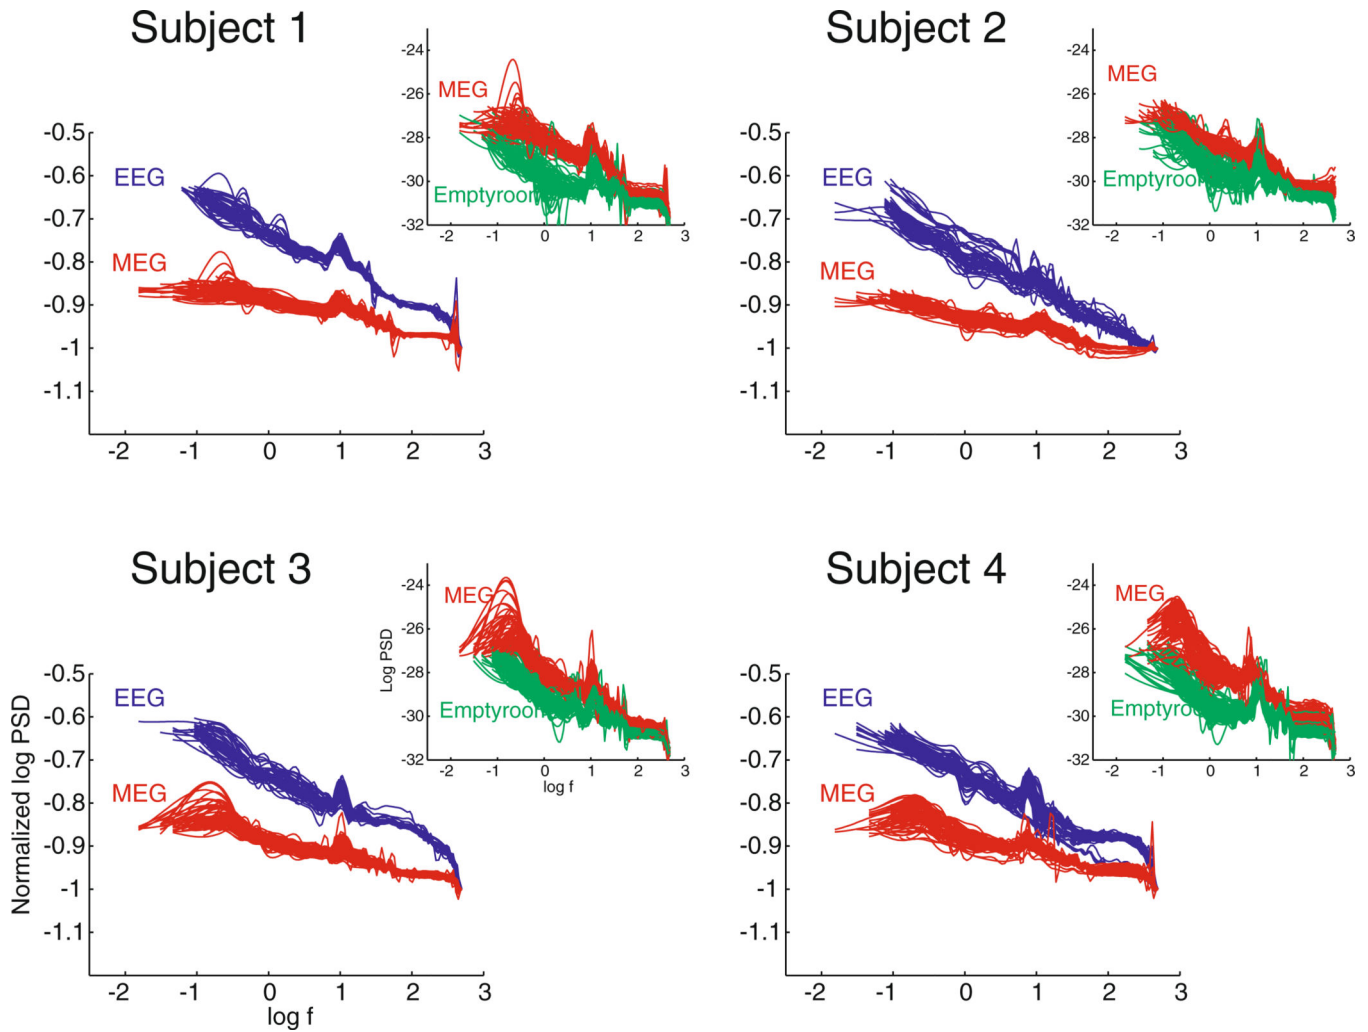 Subject 1
-24
MEG
-26
-28
-30
Emptyroom
-32
-2 -1 0 1 2 3
-0.5
EEG
-0.6
-0.7
-0.8
MEG
-0.9
-1
-1.1
-2 -1 0 1 2 3
Subject 2
-24
MEG
-26
-28
-30
Emptyroom
-32
-2 -1 0 1 2 3
-0.5
EEG
-0.6
-0.7
-0.8
MEG
-0.9
-1
-1.1
-2 -1 0 1 2 3
Subject 3
-24
MEG
-26
Log PSD
-28
Emptyroom
-30
-32
-2 -1 0 1 2 3
log f
-0.5
EEG
-0.6
-0.7
-0.8
MEG
-0.9
-1
-1.1
Normalized log PSD
-2 -1 0 1 2 3
log f
Subject 4
-24
MEG
-26
-28
Emptyroom
-30
-32
-2 -1 0 1 2 3
-0.5
EEG
-0.6
-0.7
-0.8
MEG
-0.9
-1
-1.1
-2 -1 0 1 2 3